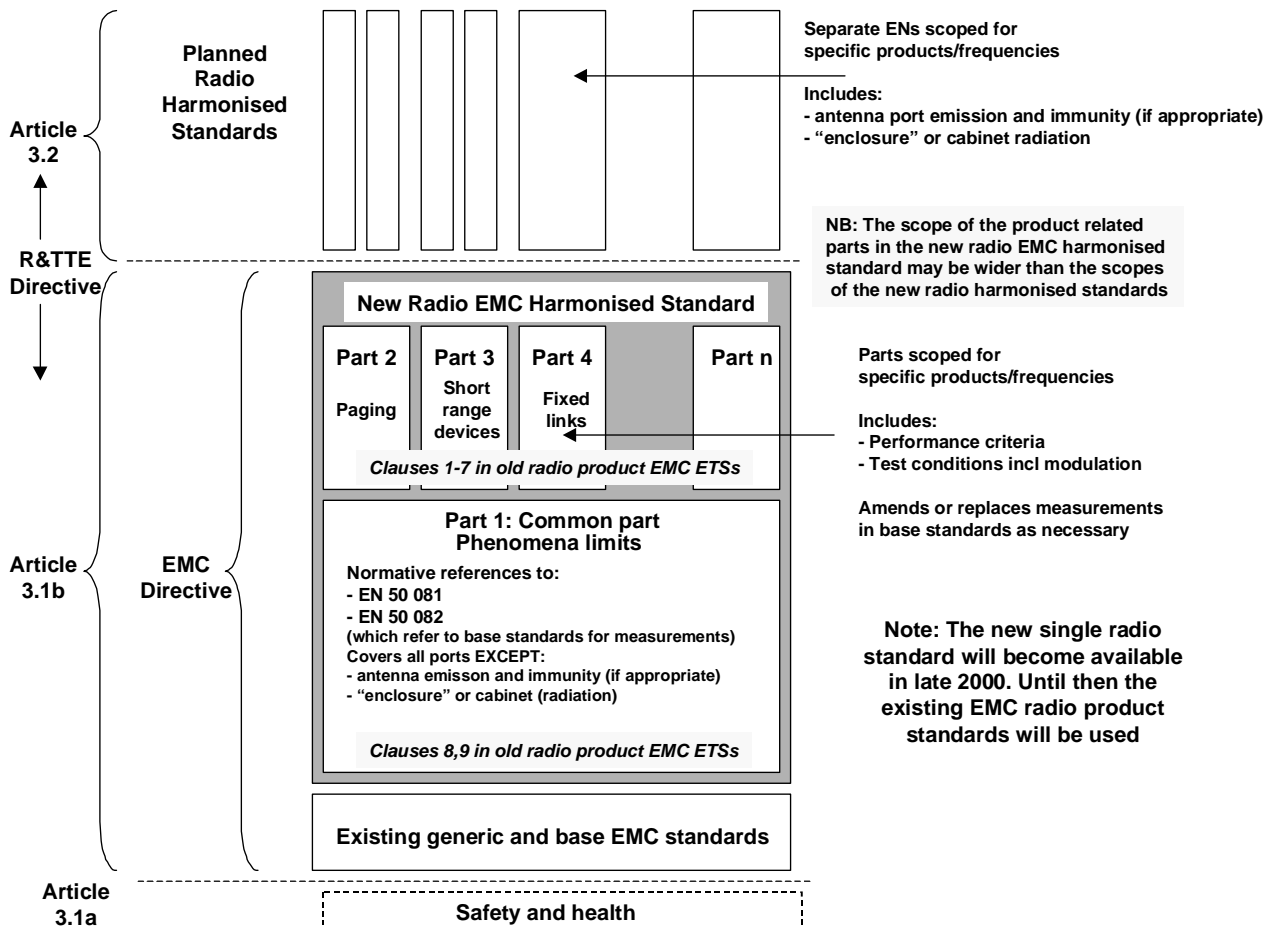 Planned
Radio
Harmonised
Standards
Separate ENs scoped for
specific products/frequencies
Includes:
- antenna port emission and immunity (if appropriate)
- “enclosure” or cabinet radiation
Article
3.2
R&TTE
Directive
NB: The scope of the product related
parts in the new radio EMC harmonised
standard may be wider than the scopes
of the new radio harmonised standards
New Radio EMC Harmonised Standard
Part 2
Paging
Part 3
Short
range
devices
Part 4
Fixed
links
Part n
Clauses 1-7 in old radio product EMC ETSs
Parts scoped for
specific products/frequencies
Includes:
- Performance criteria
- Test conditions incl modulation
Amends or replaces measurements
in base standards as necessary
Article
3.1b
EMC
Directive
Part 1: Common part
Phenomena limits
Normative references to:
- EN 50 081
- EN 50 082
(which refer to base standards for measurements)
Covers all ports EXCEPT:
- antenna emisson and immunity (if appropriate)
- “enclosure” or cabinet (radiation)
Clauses 8,9 in old radio product EMC ETSs
Note: The new single radio
standard will become available
in late 2000. Until then the
existing EMC radio product
standards will be used
Existing generic and base EMC standards
Article
3.1a
Safety and health